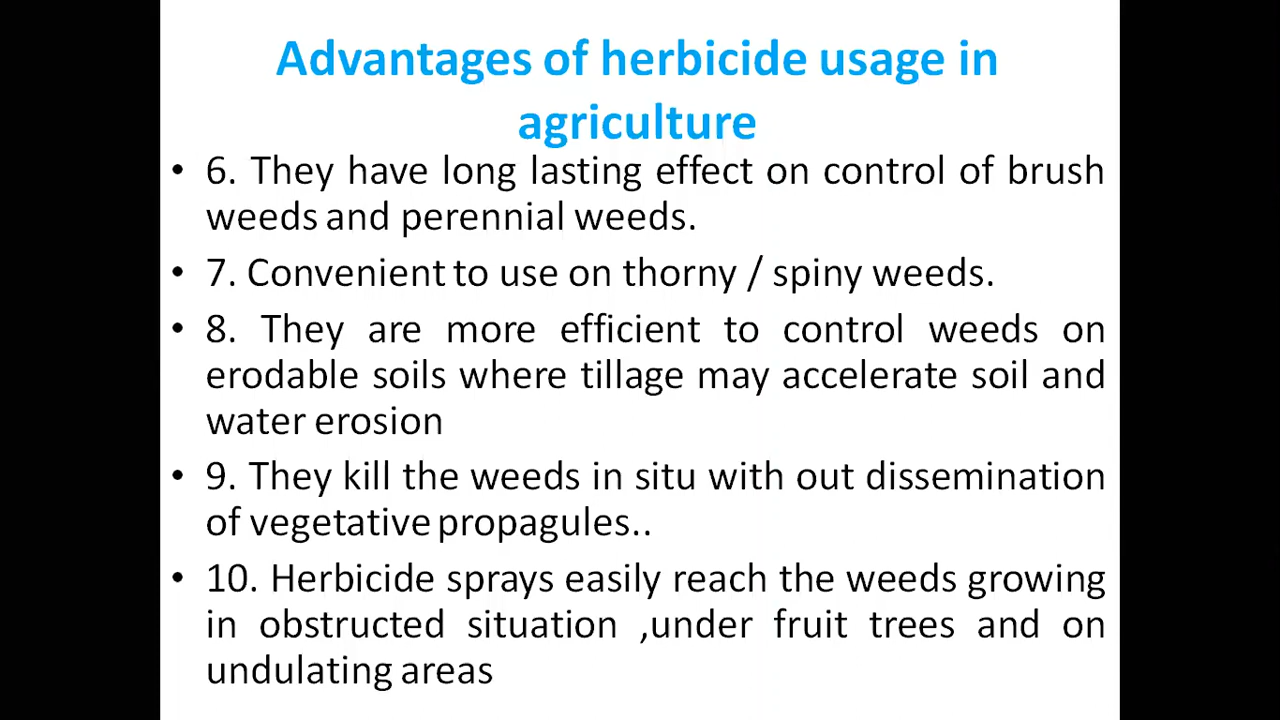 Advantages of herbicide usage in
agriculture
• 6. They have long lasting effect on control of brush
weeds and perennial weeds.
• 7. Convenient to use on thorny / spiny weeds.
• 8. They are more efficient to control weeds on
erodable soils where tillage may accelerate soil and
water erosion
• 9. They kill the weeds in situ with out dissemination
of vegetative propagules..
• 10. Herbicide sprays easily reach the weeds growing
in obstructed situation ,under fruit trees and on
undulating areas